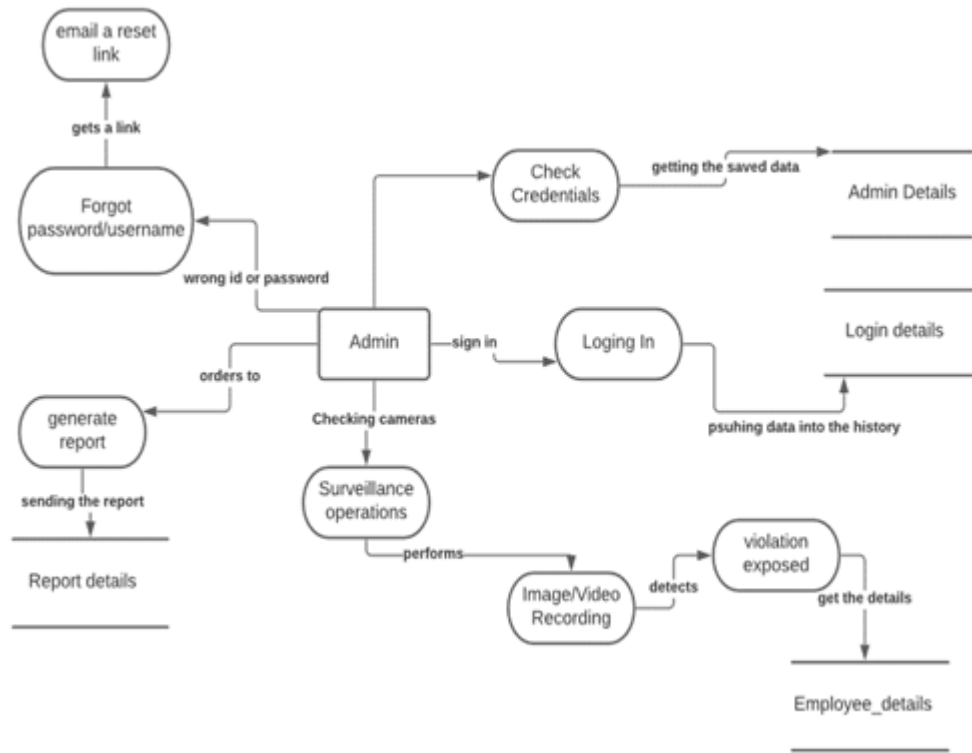 email a reset
link
gets a link
Forgot
password/username
wrong id or password
Check
Credentials
getting the saved data
Admin Details
Login details
Admin
sign in
Loging In
psuhing data into the history
orders to
generate
report
sending the report
Report details
Checking cameras
Surveillance
operations
performs
Image/Video
Recording
detects
violation
exposed
get the details
Employee_details